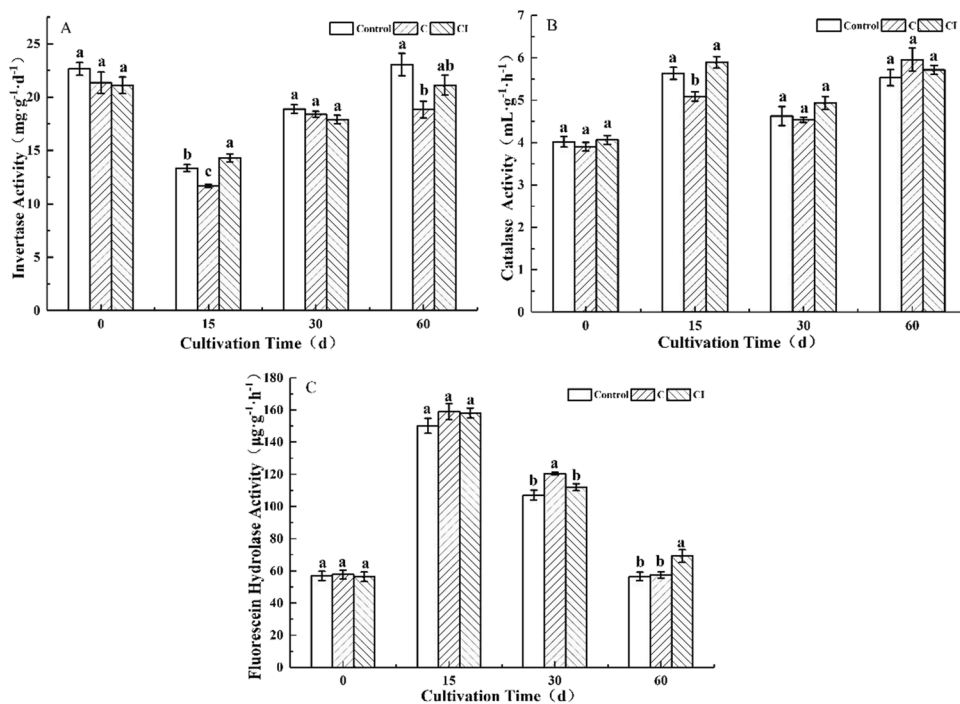 A
Control C CI
Invertase Activity（mg·g⁻¹·d⁻¹）
25
20
15
10
5
0
a a a
b c a
a a a
a b ab
0 15 30 60
Cultivation Time（d）
B
Control C CI
Catalase Activity（mL·g⁻¹·h⁻¹）
7
6
5
4
3
2
1
0
a a a
a b a
a a a
a a a
0 15 30 60
Cultivation Time（d）
C
Control C CI
Fluorescein Hydrolase Activity（μg·g⁻¹·h⁻¹）
180
160
140
120
100
80
60
40
20
0
a a a
a a a
b a b
b b a
0 15 30 60
Cultivation Time（d）